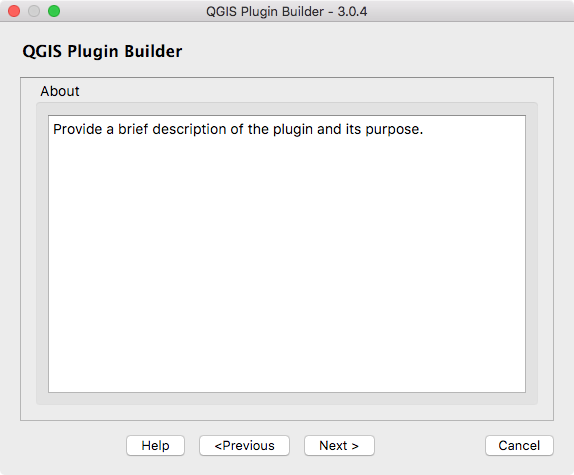 QGIS Plugin Builder - 3.0.4
QGIS Plugin Builder
About
Provide a brief description of the plugin and its purpose.
Help
<Previous
Next >
Cancel